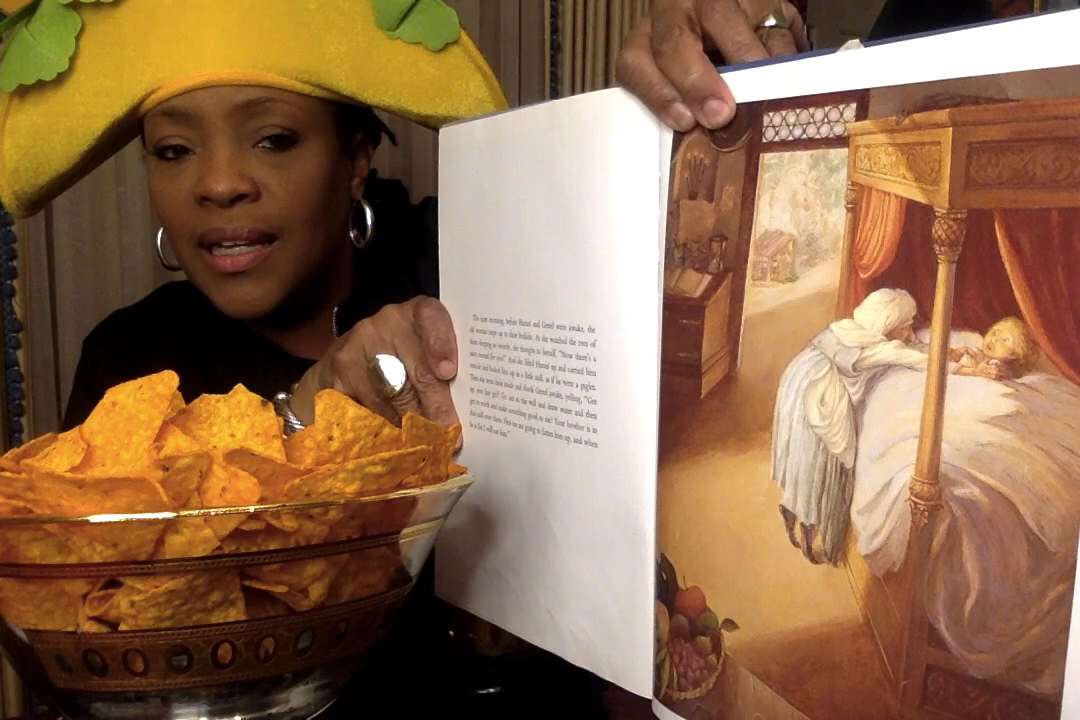 The next morning, before Hansel and Gretel were awake, the
old woman crept up to their bedside. As she watched the two of
them sleeping so sweetly, she thought to herself, "Now there's a
tasty morsel for you!" And she lifted Hansel up and carried him
outside and locked him up in a little stall, as if he were a piglet.
Then she went back inside and shook Gretel awake, yelling, "Get
up, you lazy girl! Go out to the well and draw water and then
get to work and make something good to eat! Your brother is in
that stall over there. First we are going to fatten him up, and when
he is fat I will eat him."